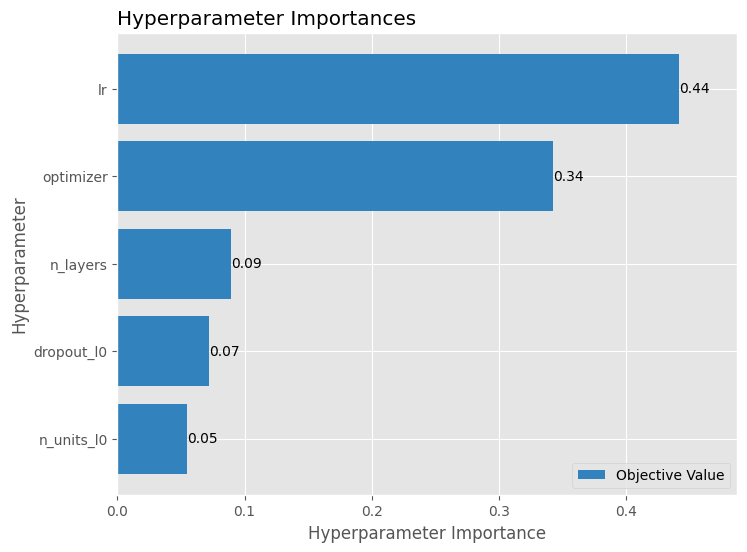 Hyperparameter Importances
Hyperparameter
lr
0.44
optimizer
0.34
n_layers
0.09
dropout_l0
0.07
n_units_l0
0.05
Objective Value
0.0 0.1 0.2 0.3 0.4
Hyperparameter Importance